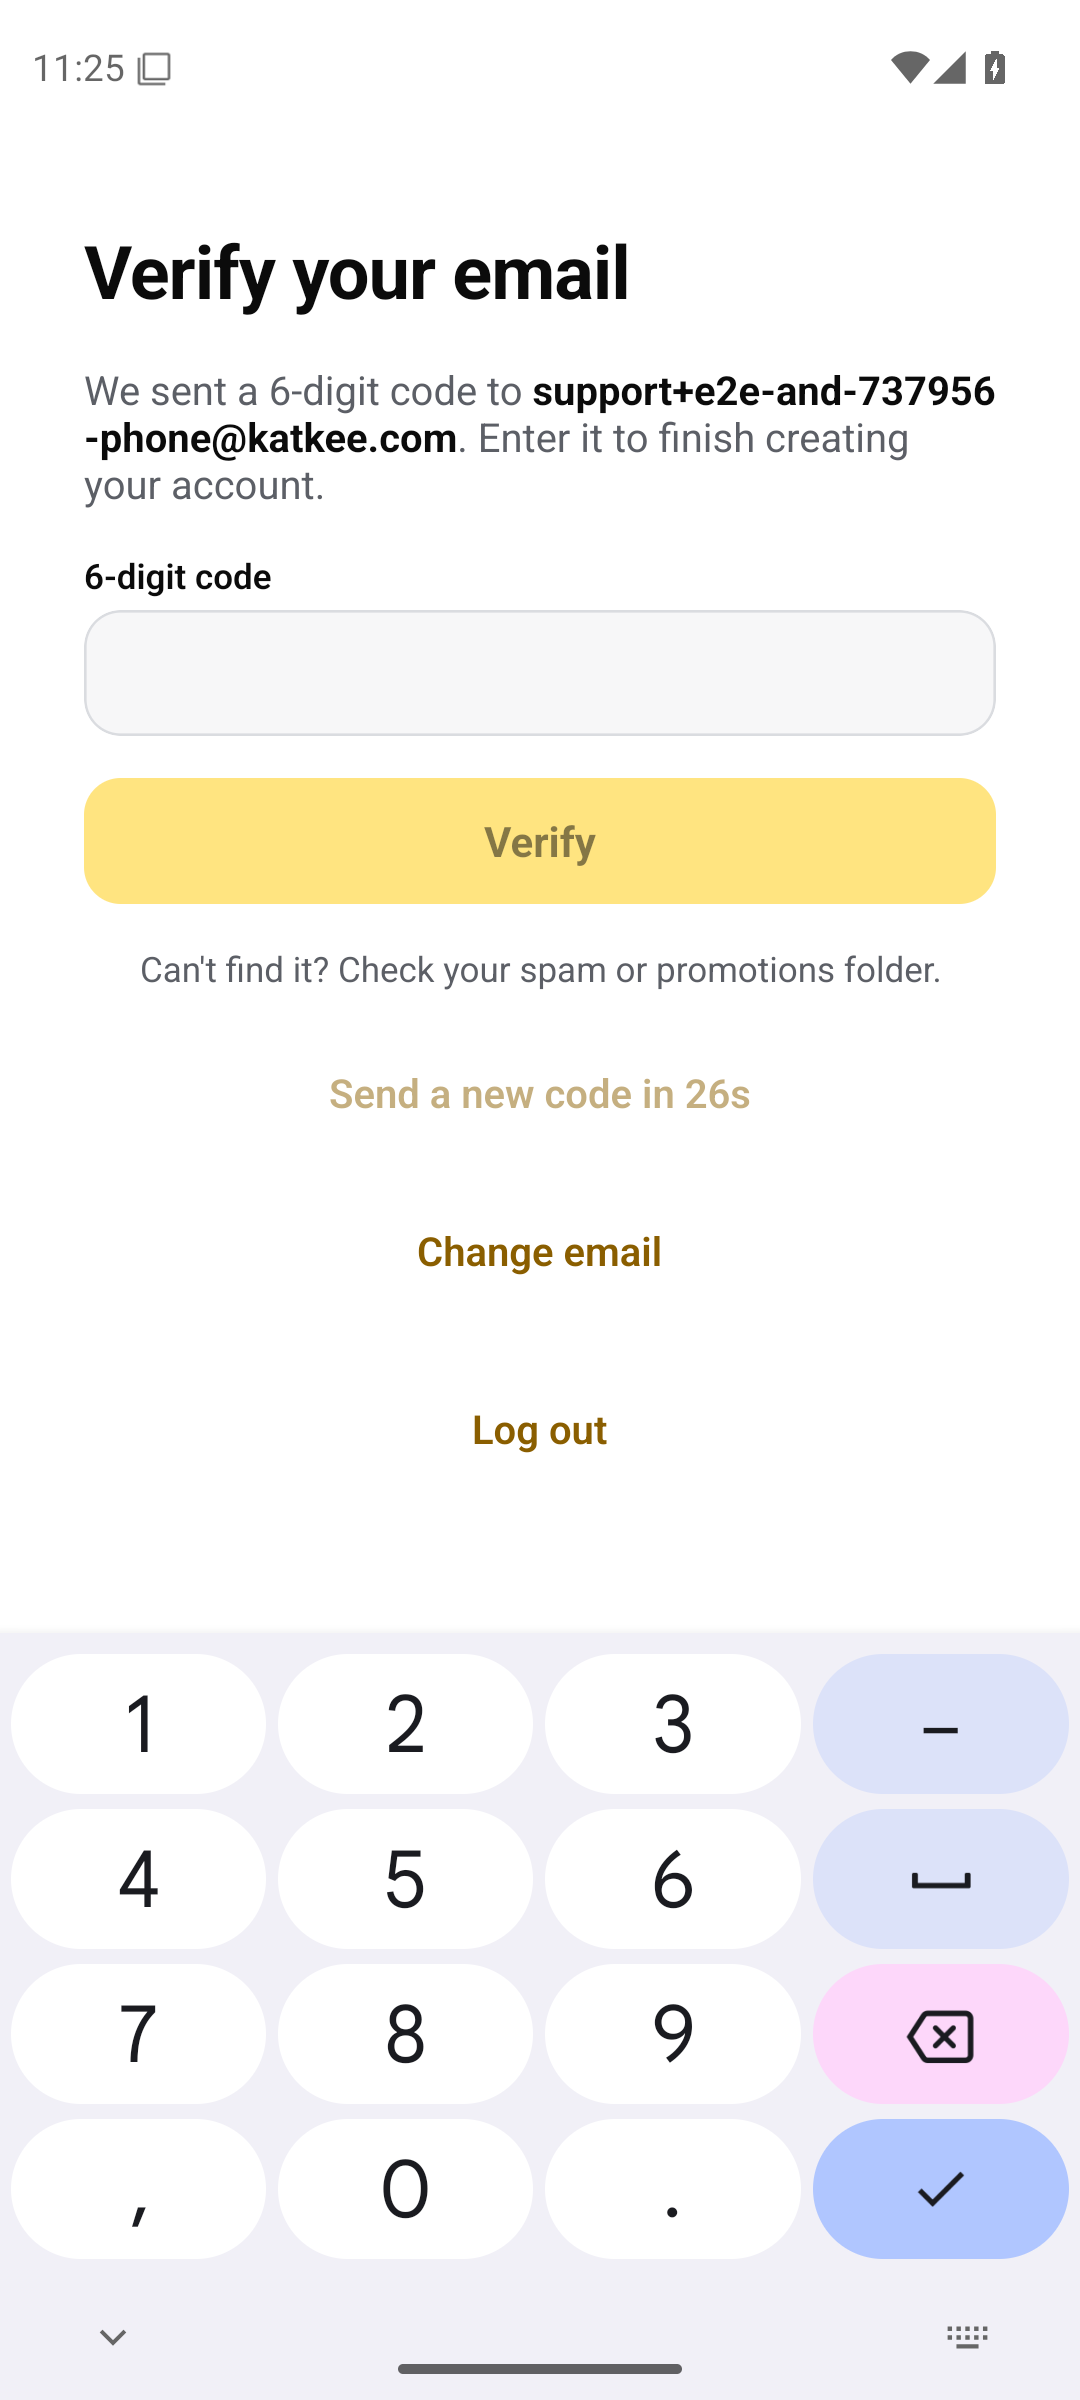 11:25
Verify your email
We sent a 6-digit code to support+e2e-and-737956
-phone@katkee.com. Enter it to finish creating
your account.
6-digit code
Verify
Can't find it? Check your spam or promotions folder.
Send a new code in 26s
Change email
Log out
1 2 3 –
4 5 6
7 8 9
, 0 .